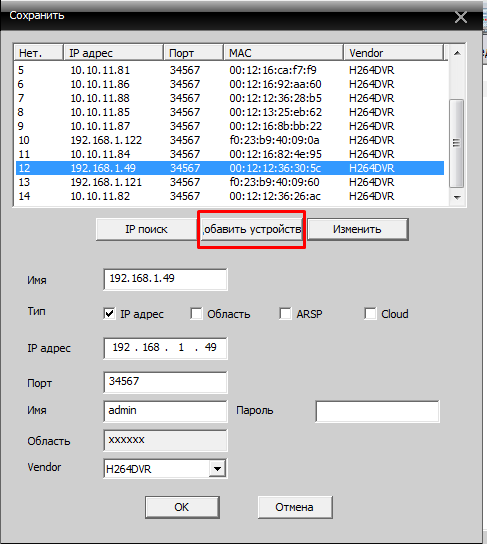 Сохранить
Нет. IP адрес Порт MAC Vendor
5 10.10.11.81 34567 00:12:16:ca:f7:f9 H264DVR
6 10.10.11.86 34567 00:12:16:92:aa:60 H264DVR
7 10.10.11.88 34567 00:12:12:36:28:b5 H264DVR
8 10.10.11.85 34567 00:12:13:25:eb:62 H264DVR
9 10.10.11.87 34567 00:12:16:8b:bb:22 H264DVR
10 192.168.1.122 34567 f0:23:b9:40:09:0a H264DVR
11 10.10.11.84 34567 00:12:16:82:4e:95 H264DVR
12 192.168.1.49 34567 00:12:12:36:30:5c H264DVR
13 192.168.1.121 34567 f0:23:b9:40:09:60 H264DVR
14 10.10.11.82 34567 00:12:12:36:26:ac H264DVR
IP поиск обавить устройств Изменить
Имя 192.168.1.49
Тип IP адрес Область ARSP Cloud
IP адрес 192 . 168 . 1 . 49
Порт 34567
Имя admin Пароль
Область xxxxxx
Vendor H264DVR
OK Отмена